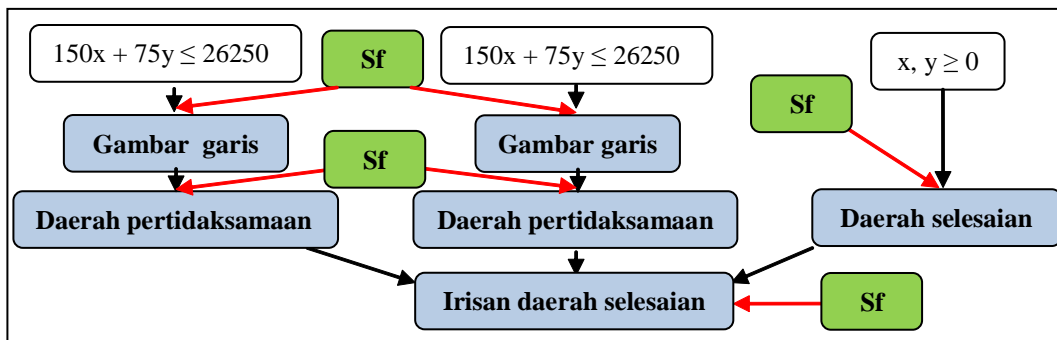 150x + 75y ≤ 26250
Sf
150x + 75y ≤ 26250
x, y ≥ 0
Sf
Gambar garis
Sf
Gambar garis
Daerah pertidaksamaan
Daerah pertidaksamaan
Daerah selesaian
Irisan daerah selesaian
Sf